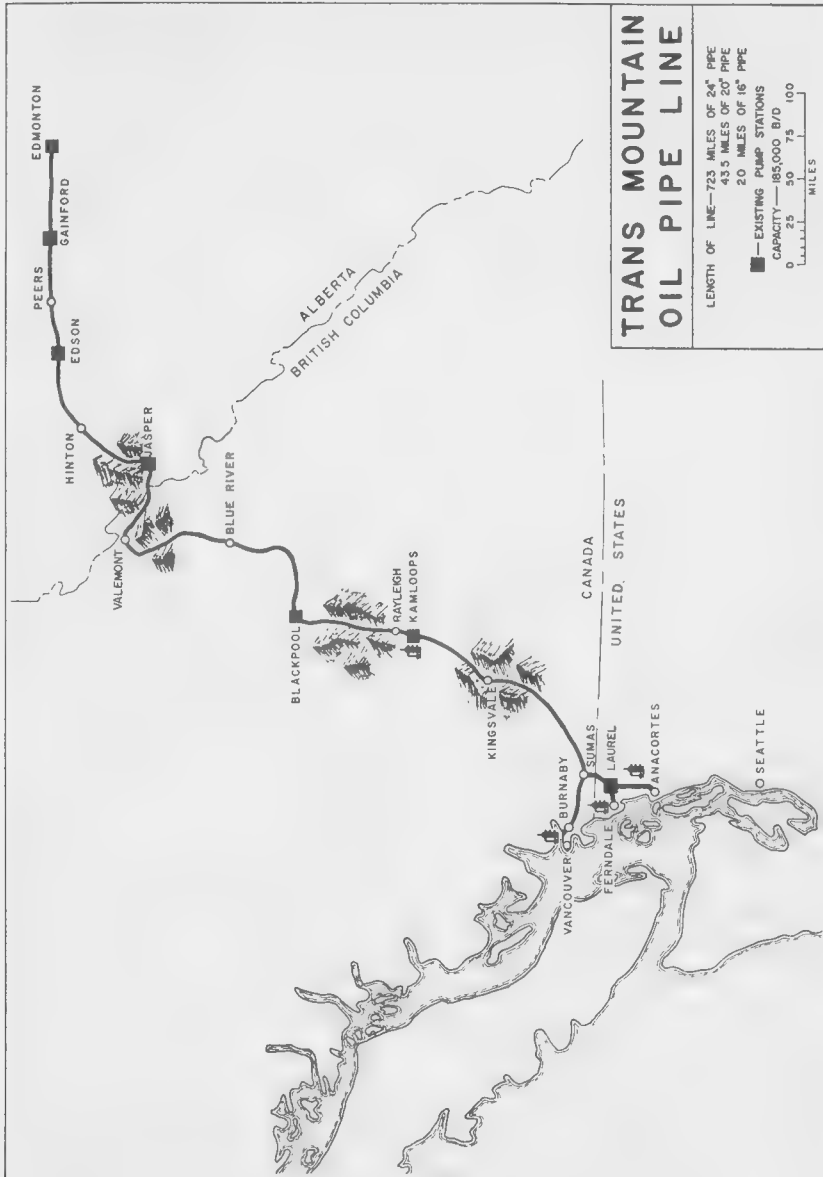 TRANS MOUNTAIN
OIL PIPE LINE
LENGTH OF LINE—723 MILES OF 24" PIPE
43.5 MILES OF 20" PIPE
20 MILES OF 16" PIPE
—EXISTING PUMP STATIONS
CAPACITY—185,000 B/D
0 25 50 75 100
MILES
EDMONTON
GAINFORD
PEERS
EDSON
HINTON
JASPER
VALEMONT
BLUE RIVER
BLACKPOOL
RAYLEIGH
KAMLOOPS
KINGSVALE
ALBERTA
BRITISH COLUMBIA
CANADA
UNITED STATES
SUMAS
LAUREL
BURNABY
VANCOUVER
FERNDALE
ANACORTES
SEATTLE